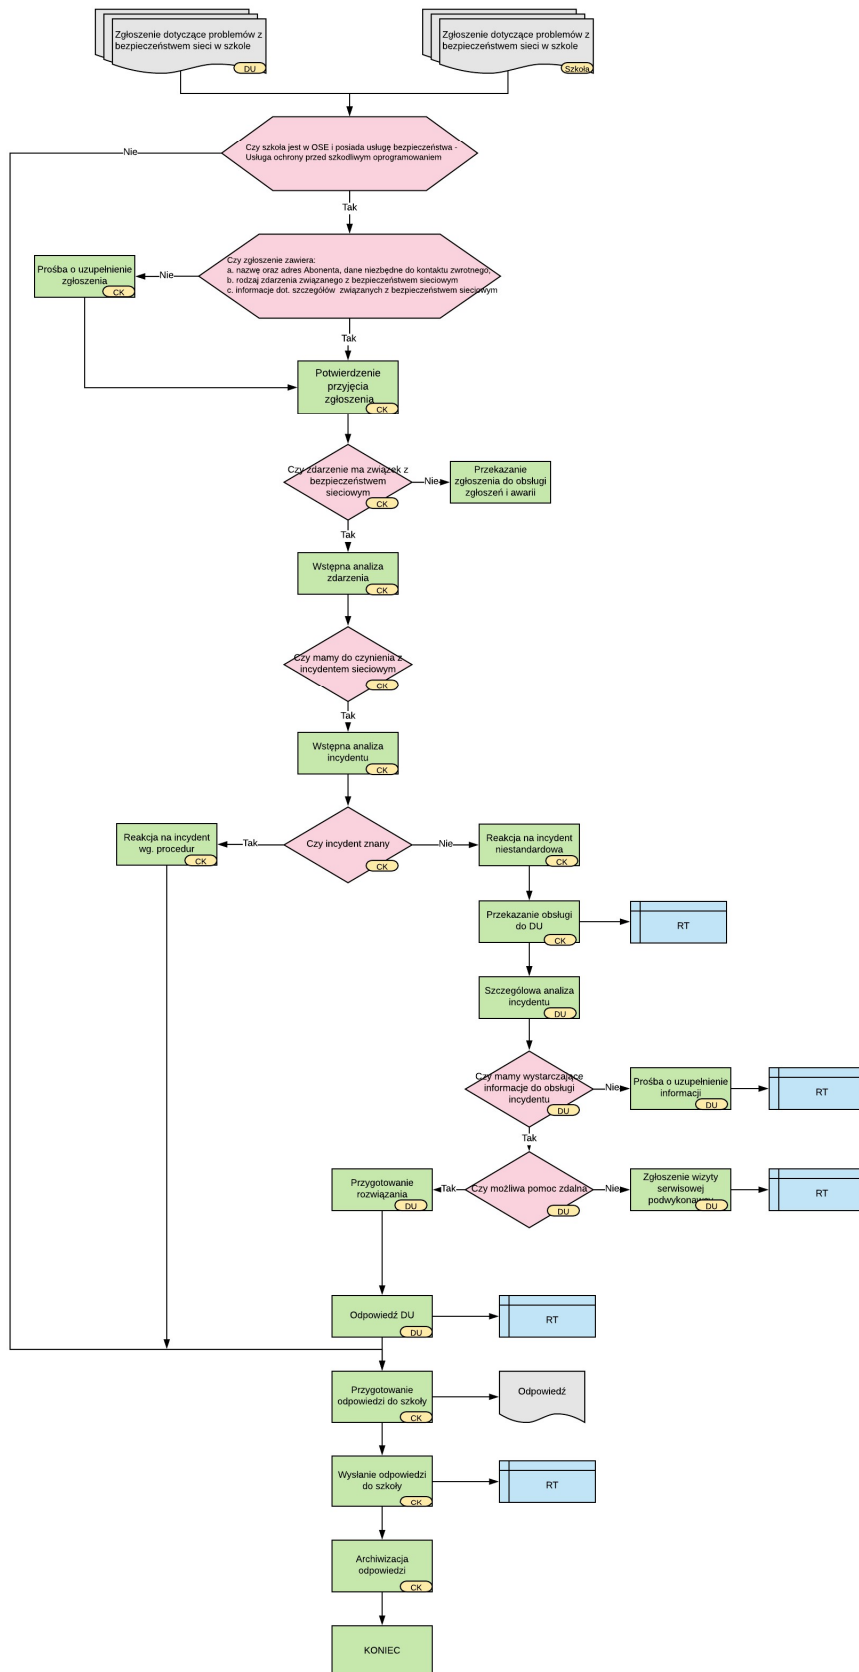 Zgłoszenie dotyczące problemów z
bezpieczeństwem sieci w szkole
DU
Zgłoszenie dotyczące problemów z
bezpieczeństwem sieci w szkole
Szkoła
Czy szkoła jest w OSE i posiada usługę bezpieczeństwa -
Usługa ochrony przed szkodliwym oprogramowaniem
Nie
Tak
Czy zgłoszenie zawiera:
a. nazwę oraz adres Abonenta, dane niezbędne do kontaktu zwrotnego,
b. rodzaj zdarzenia związanego z bezpieczeństwem sieciowym
c. informacje dot. szczegółów związanych z bezpieczeństwem sieciowym
Nie
Prośba o uzupełnienie
zgłoszenia
CK
Tak
Potwierdzenie
przyjęcia
zgłoszenia
CK
Czy zdarzenie ma związek z
bezpieczeństwem
sieciowym
CK
Nie
Przekazanie
zgłoszenia do obsługi
zgłoszeń i awarii
Tak
Wstępna analiza
zdarzenia
CK
Czy mamy do czynienia z
incydentem sieciowym
CK
Tak
Wstępna analiza
incydentu
CK
Reakcja na incydent
wg. procedur
CK
Tak
Czy incydent znany
CK
Nie
Reakcja na incydent
niestandardowa
CK
Przekazanie obsługi
do DU
CK
RT
Szczegółowa analiza
incydentu
DU
Czy mamy wystarczające
informacje do obsługi
incydentu
DU
Nie
Prośba o uzupełnienie
informacji
DU
RT
Tak
Przygotowanie
rozwiązania
DU
Tak
Czy możliwa pomoc zdalna
DU
Nie
Zgłoszenie wizyty
serwisowej
podwykonawcy
DU
RT
Odpowiedź DU
DU
RT
Przygotowanie
odpowiedzi do szkoły
CK
Odpowiedź
Wysłanie odpowiedzi
do szkoły
CK
RT
Archiwizacja
odpowiedzi
CK
KONIEC